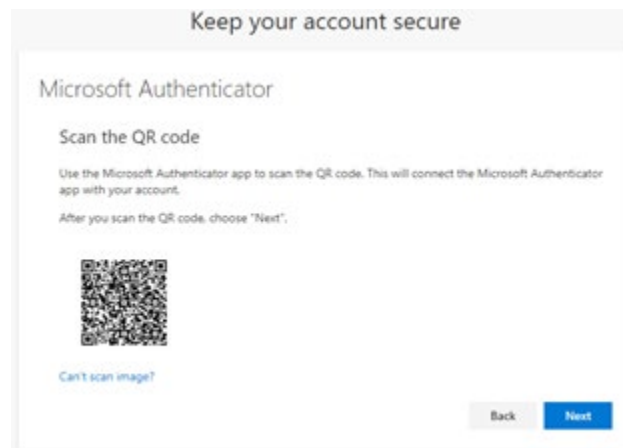 Keep your account secure
Microsoft Authenticator
Scan the QR code
Use the Microsoft Authenticator app to scan the QR code. This will connect the Microsoft Authenticator
app with your account.
After you scan the QR code, choose "Next".
Can't scan image?
Back
Next